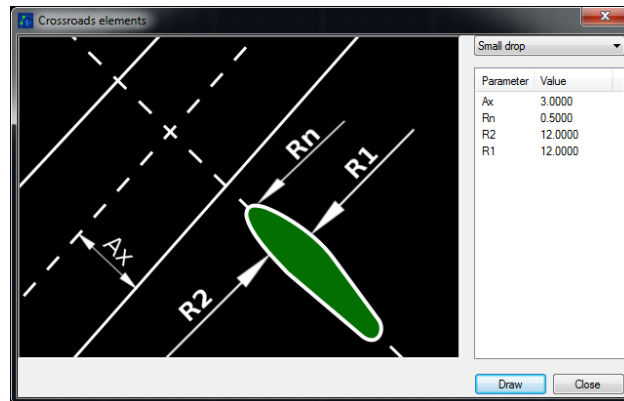 Crossroads elements
Small drop
Parameter Value
Ax 3.0000
Rn 0.5000
R2 12.0000
R1 12.0000
Rn
R1
Ax
R2
Draw Close